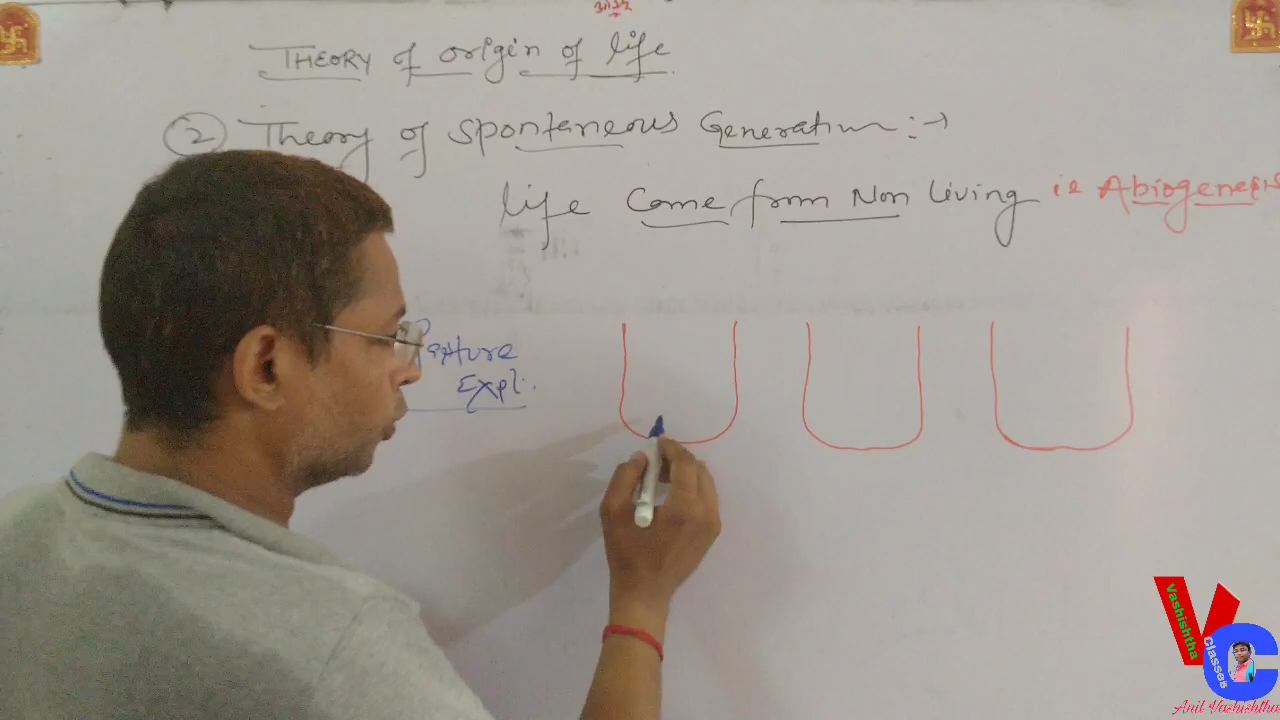 ॐ
THEORY of origin of life
② Theory of Spontaneous Generation :→
life Come from Non Living ie Abiogenesis
Expl.
Vashishtha
Classes
Anil Vashishtha